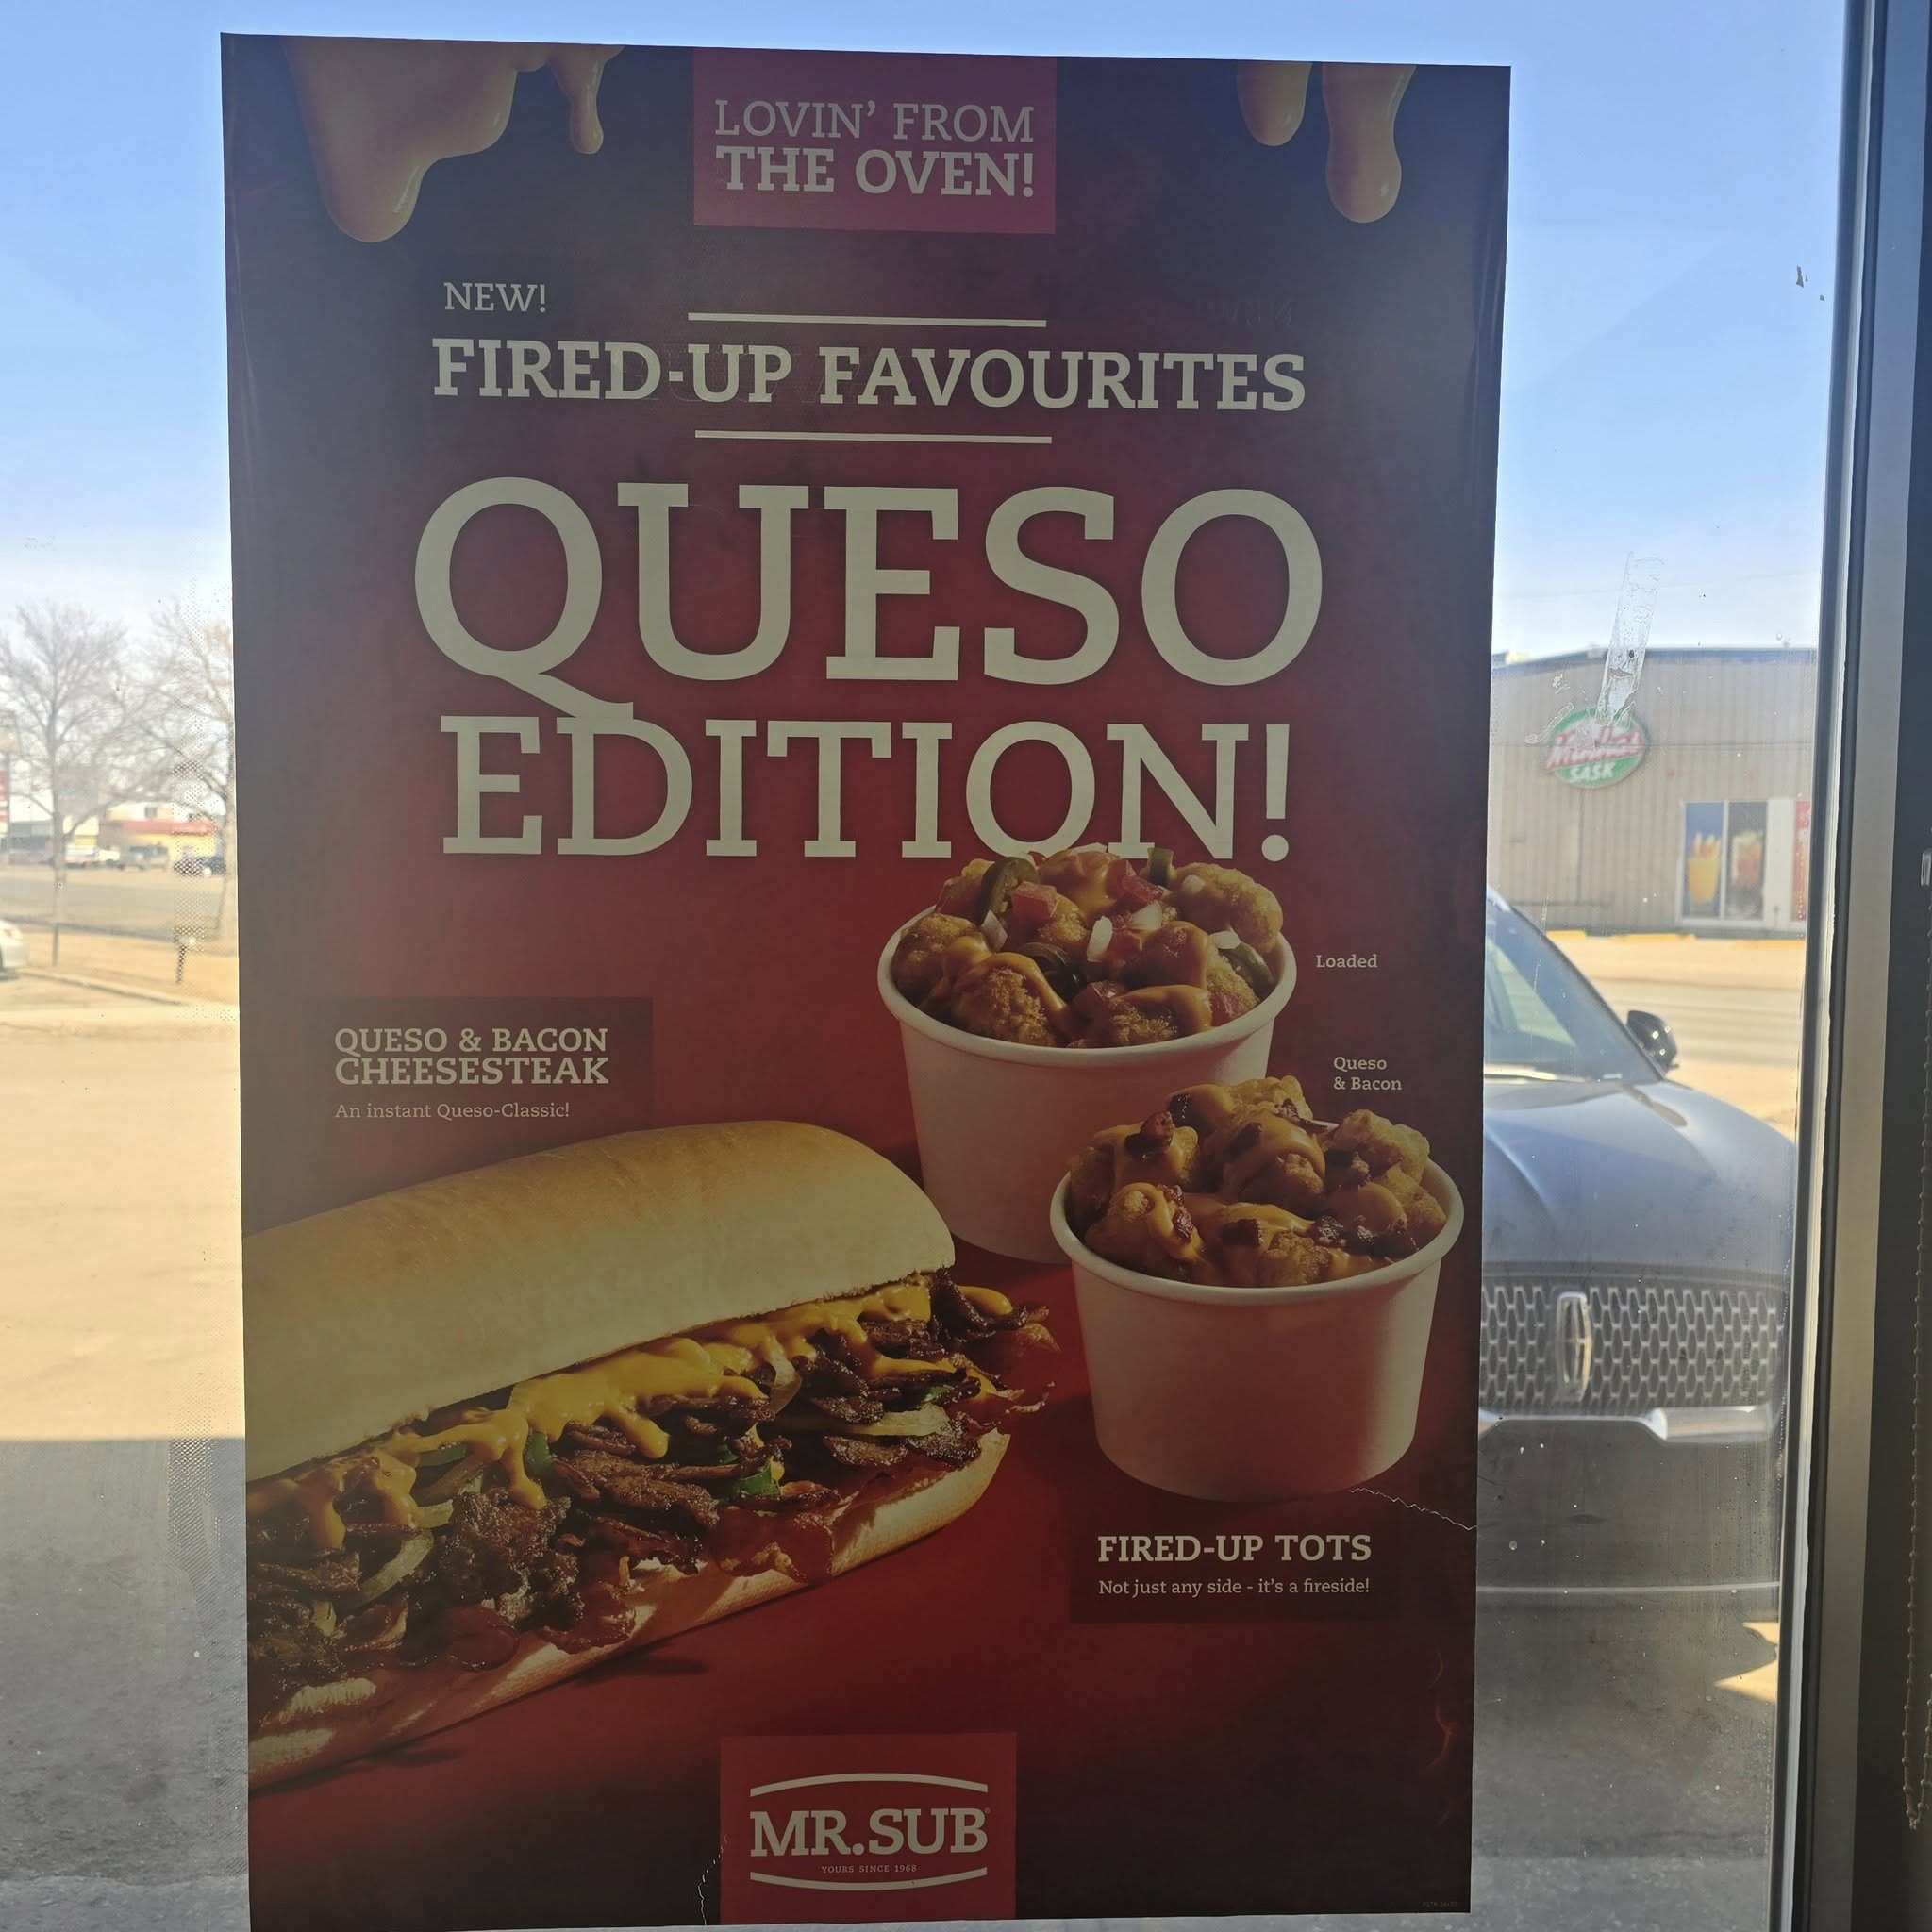 LOVIN' FROM
THE OVEN!
NEW!
FIRED-UP FAVOURITES
QUESO
EDITION!
Loaded
Queso
& Bacon
QUESO & BACON
CHEESESTEAK
An instant Queso-Classic!
FIRED-UP TOTS
Not just any side - it's a fireside!
MR.SUB
YOURS SINCE 1968
SASK